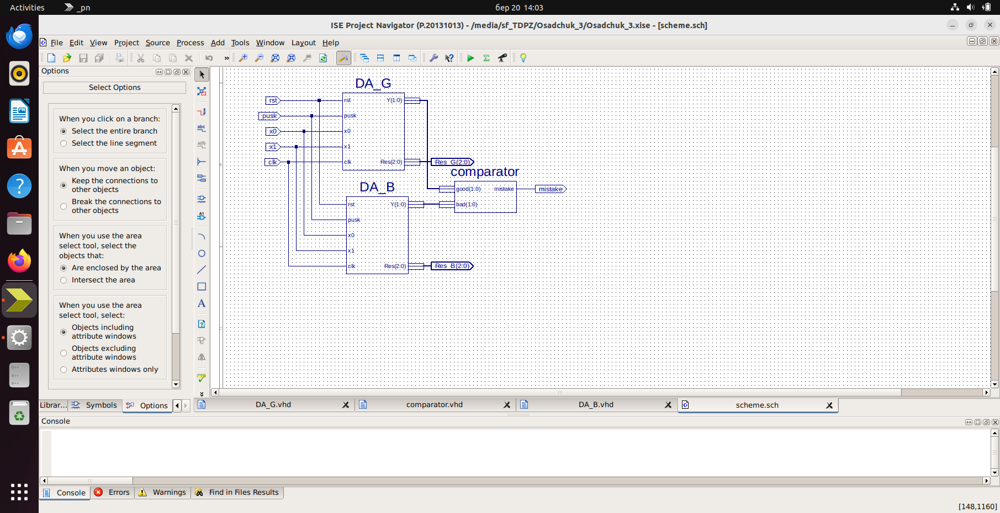 Activities
_pn
бер 20 14:03
ISE Project Navigator (P.20131013) - /media/sf_TDPZ/Osadchuk_3/Osadchuk_3.xise - [scheme.sch]
File Edit View Project Source Process Add Tools Window Layout Help
Options
Select Options
When you click on a branch:
Select the entire branch
Select the line segment
When you move an object:
Keep the connections to
other objects
Break the connections to
other objects
When you use the area
select tool, select the
objects that:
Are enclosed by the area
Intersect the area
When you use the area
select tool, select:
Objects including
attribute windows
Objects excluding
attribute windows
Attributes windows only
Librar...
Symbols
Options
abc
a(0)
A1
A
DA_G
rst
rst
Y(1:0)
pusk
pusk
x0
x0
x1
x1
clk
clk
Res(2:0)
Res_G(2:0)
comparator
good(1:0)
mistake
mistake
bad(1:0)
DA_B
rst
Y(1:0)
pusk
x0
x1
clk
Res(2:0)
Res_B(2:0)
DA_G.vhd
comparator.vhd
DA_B.vhd
scheme.sch
Console
Console
Errors
Warnings
Find in Files Results
[148,1160]